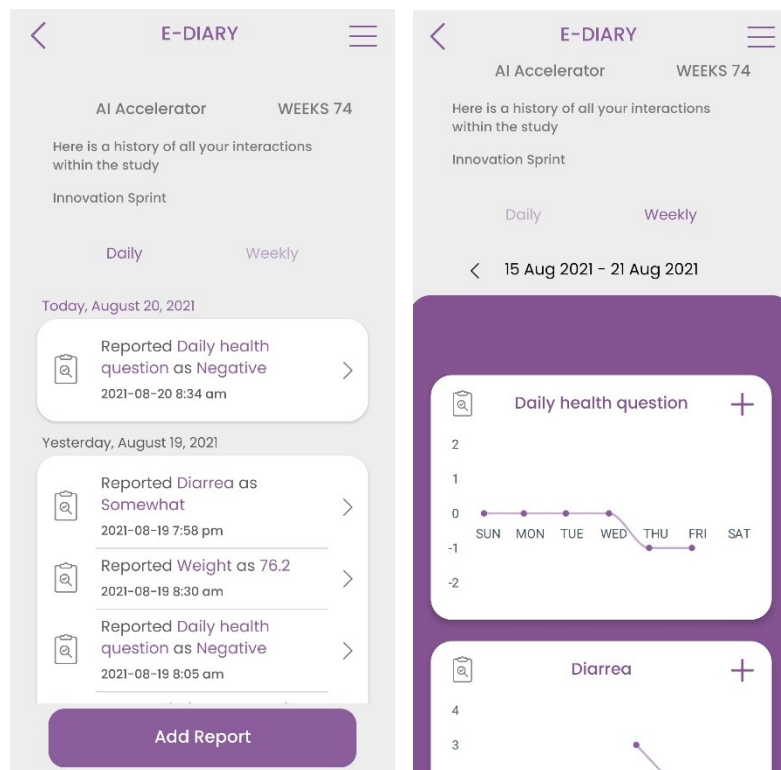 E-DIARY
AI Accelerator WEEKS 74
Here is a history of all your interactions
within the study
Innovation Sprint
Daily Weekly
Today, August 20, 2021
Reported Daily health
question as Negative
2021-08-20 8:34 am
Yesterday, August 19, 2021
Reported Diarrea as
Somewhat
2021-08-19 7:58 pm
Reported Weight as 76.2
2021-08-19 8:30 am
Reported Daily health
question as Negative
2021-08-19 8:05 am
Add Report
E-DIARY
AI Accelerator WEEKS 74
Here is a history of all your interactions
within the study
Innovation Sprint
Daily Weekly
15 Aug 2021 - 21 Aug 2021
Daily health question
2
1
0
SUN MON TUE WED THU FRI SAT
-1
-2
Diarrea
4
3